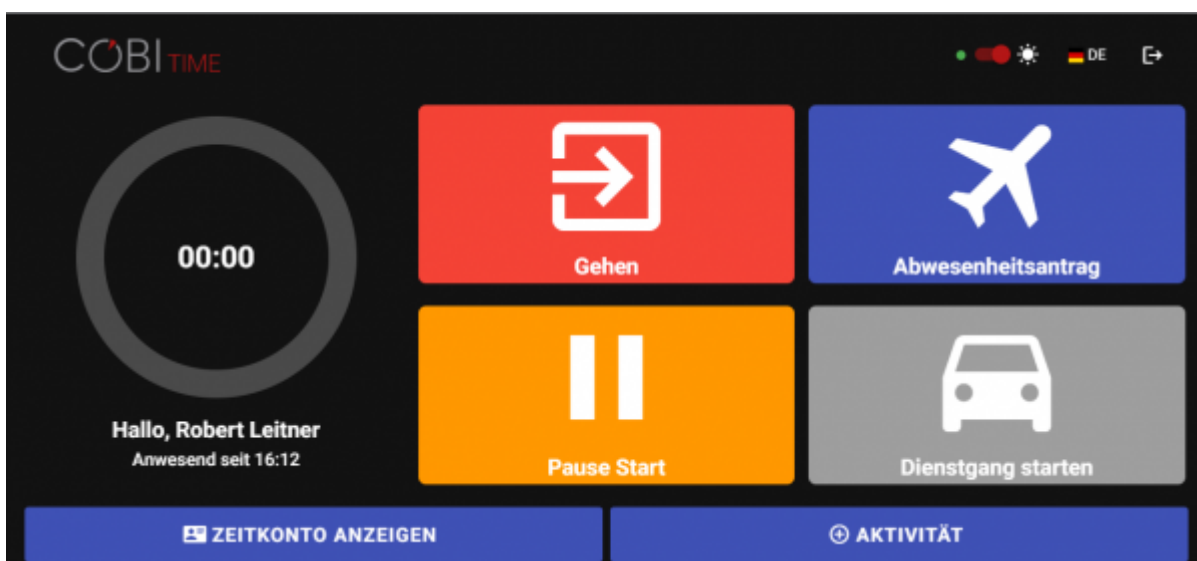 COBI TIME
DE
Gehen
Abwesenheitsantrag
00:00
Hallo, Robert Leitner
Anwesend seit 16:12
Pause Start
Dienstgang starten
ZEITKONTO ANZEIGEN
AKTIVITÄT